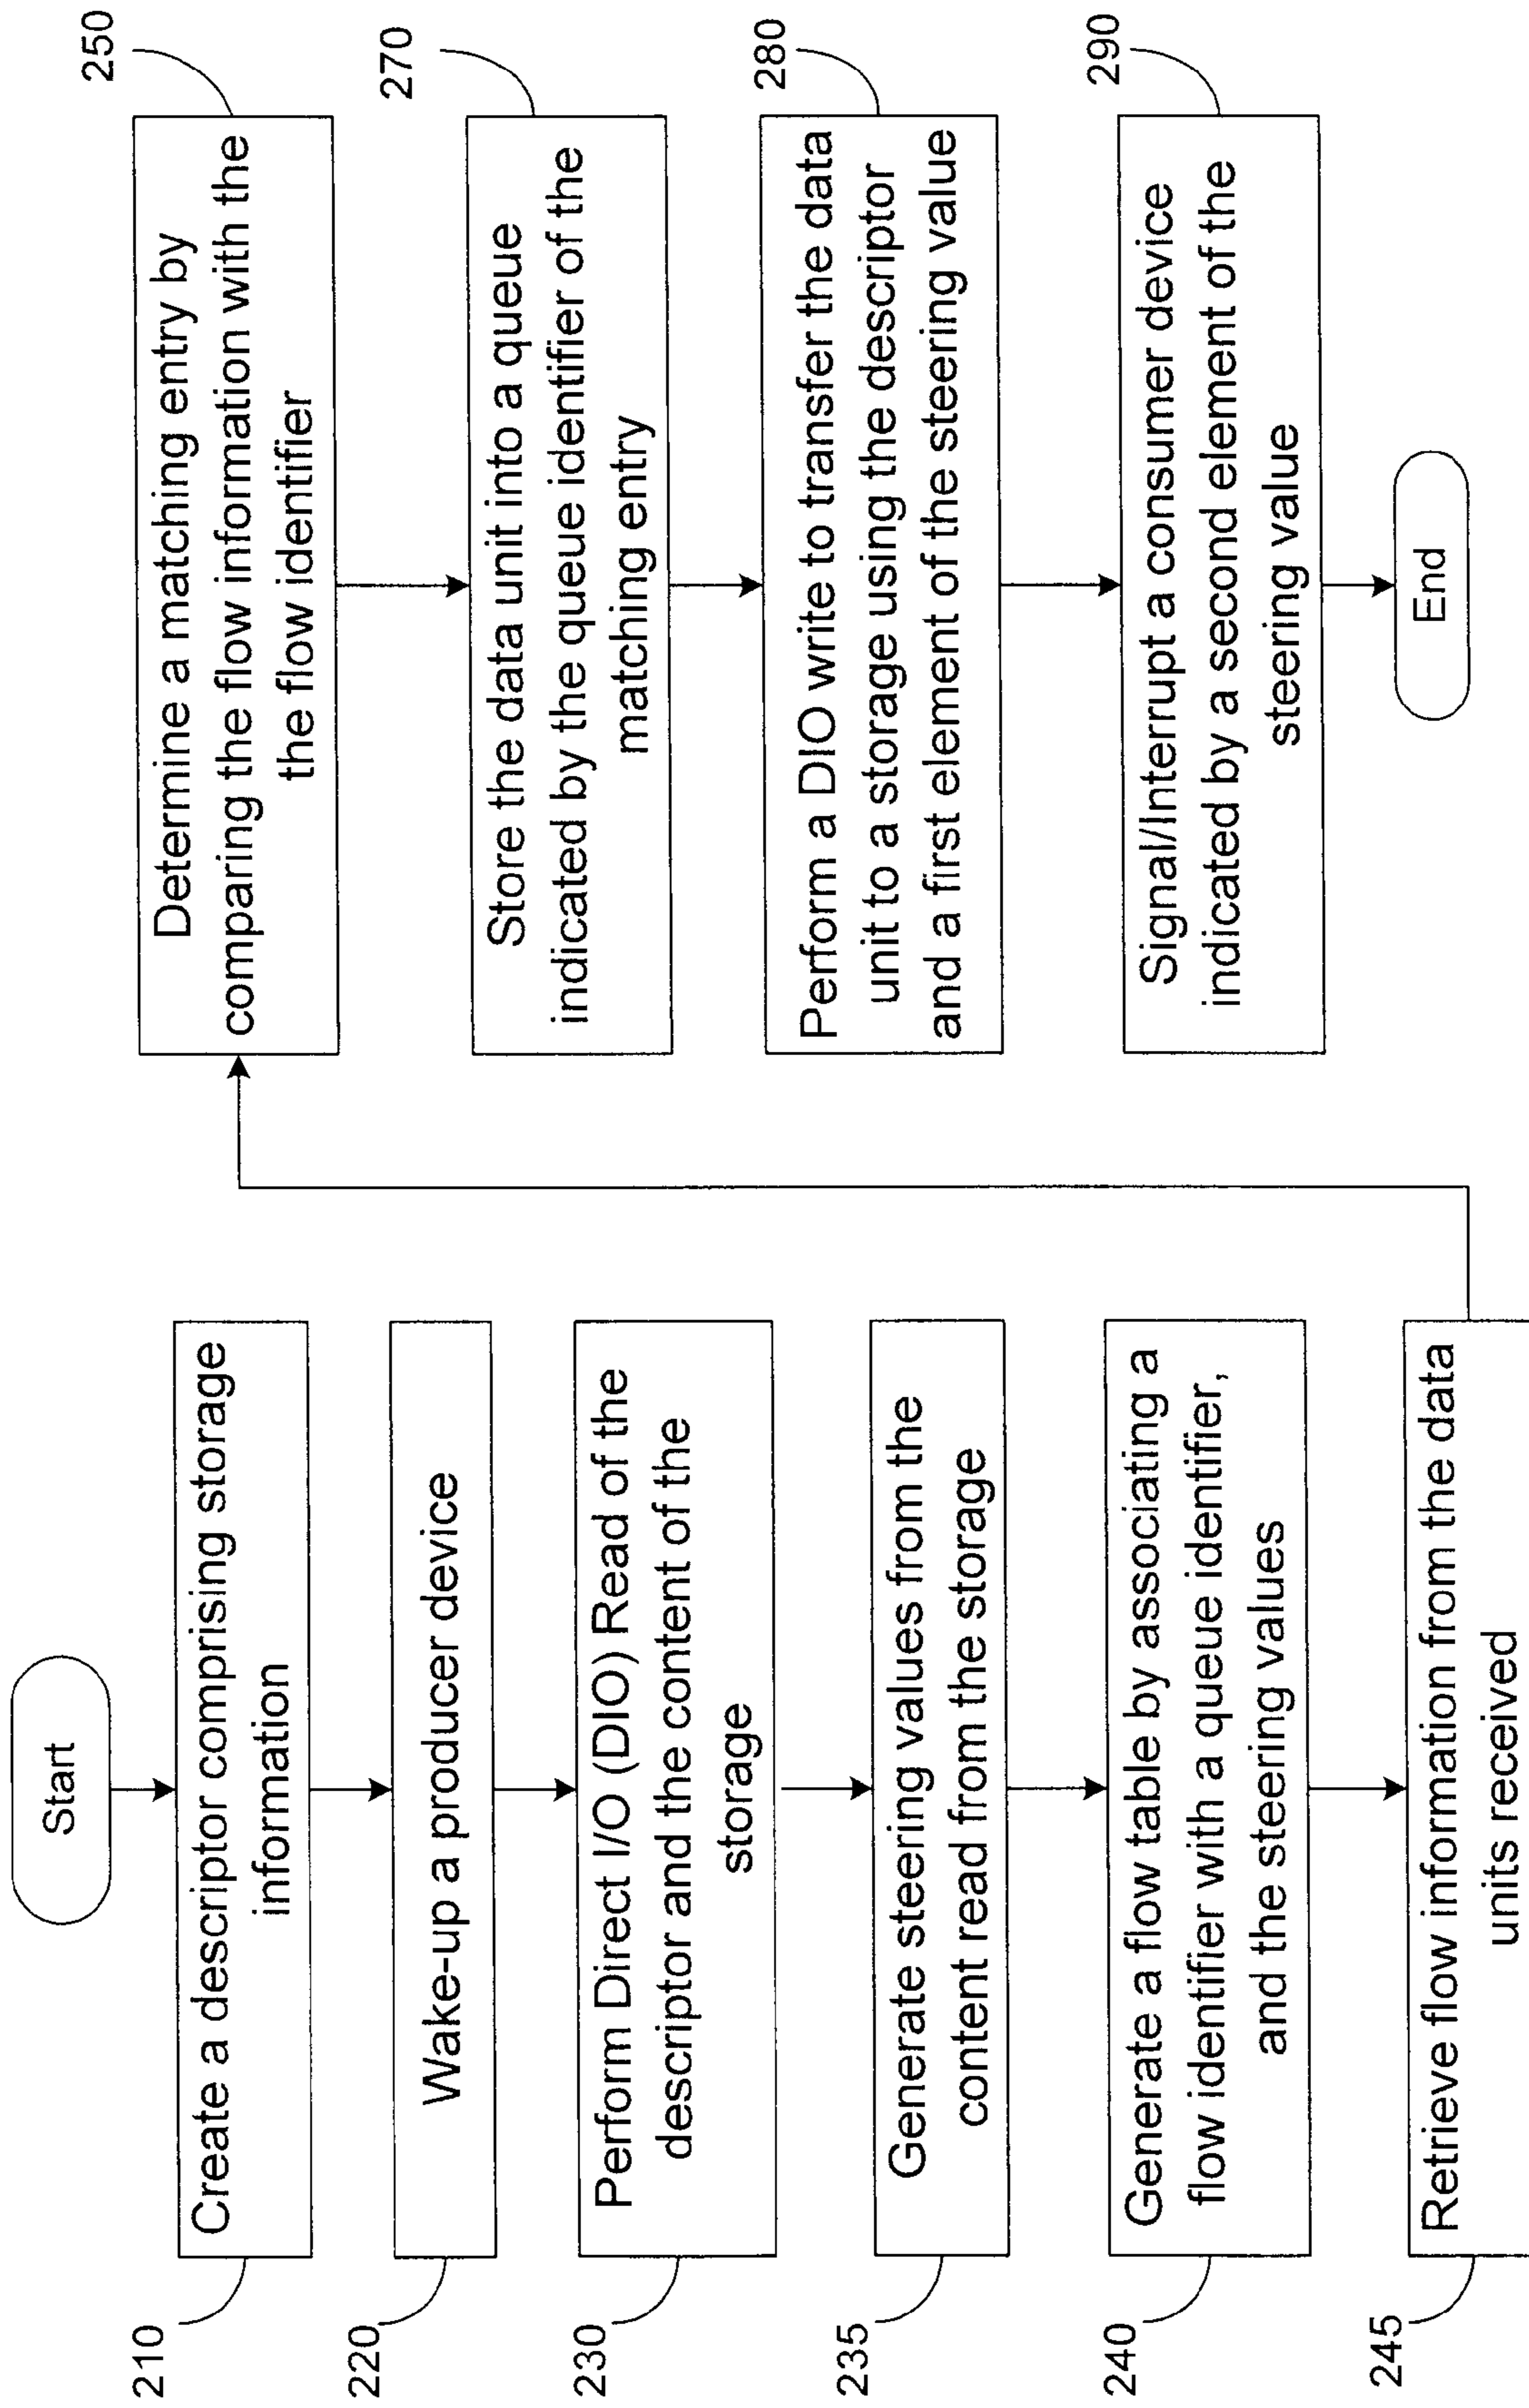 Start
210
Create a descriptor comprising storage
information
220
Wake-up a producer device
230
Perform Direct I/O (DIO) Read of the
descriptor and the content of the
storage
235
Generate steering values from the
content read from the storage
240
Generate a flow table by associating a
flow identifier with a queue identifier,
and the steering values
245
Retrieve flow information from the data
units received
250
Determine a matching entry by
comparing the flow information with the
the flow identifier
270
Store the data unit into a queue
indicated by the queue identifier of the
matching entry
280
Perform a DIO write to transfer the data
unit to a storage using the descriptor
and a first element of the steering value
290
Signal/Interrupt a consumer device
indicated by a second element of the
steering value
End